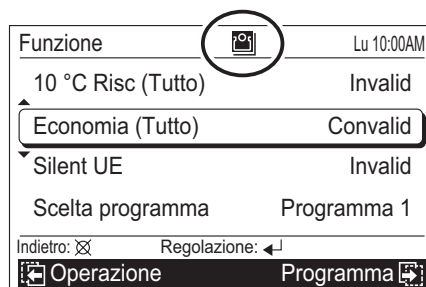 Funzione Lu 10:00AM
10 °C Risc (Tutto) Invalid
Economia (Tutto) Convalid
Silent UE Invalid
Scelta programma Programma 1
Indietro: Regolazione:
Operazione Programma